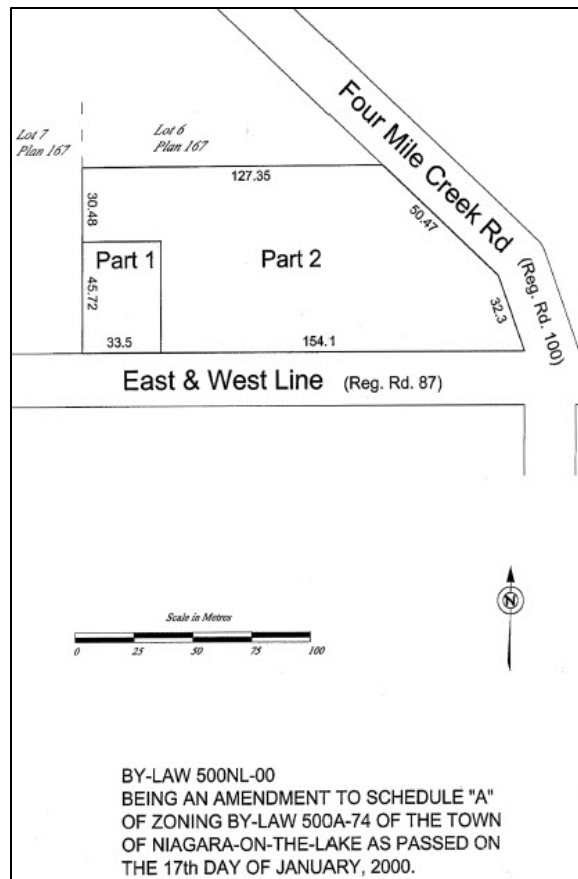 Four Mile Creek Rd
(Reg. Rd. 100)
Lot 7
Plan 167
Lot 6
Plan 167
127.35
30.48
50.47
Part 1
Part 2
45.72
32.3
33.5
154.1
East & West Line (Reg. Rd. 87)
Scale in Metres
0 25 50 75 100
N
BY-LAW 500NL-00
BEING AN AMENDMENT TO SCHEDULE "A"
OF ZONING BY-LAW 500A-74 OF THE TOWN
OF NIAGARA-ON-THE-LAKE AS PASSED ON
THE 17th DAY OF JANUARY, 2000.